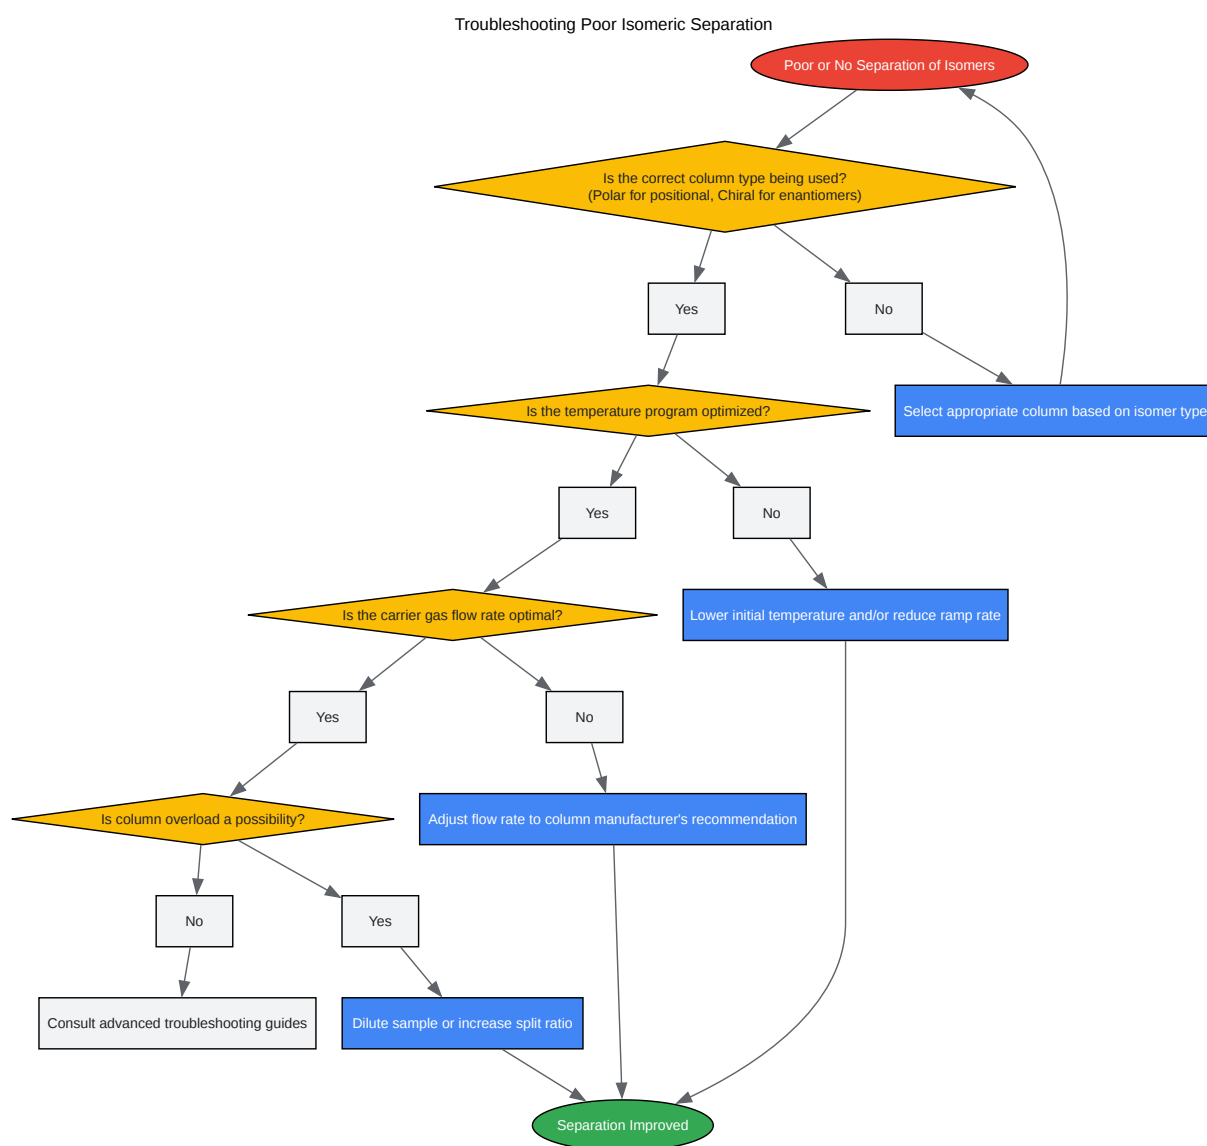 Troubleshooting Poor Isomeric Separation
Poor or No Separation of Isomers
Is the correct column type being used?
(Polar for positional, Chiral for enantiomers)
Yes
No
Is the temperature program optimized?
Select appropriate column based on isomer type
Yes
No
Is the carrier gas flow rate optimal?
Lower initial temperature and/or reduce ramp rate
Yes
No
Is column overload a possibility?
Adjust flow rate to column manufacturer's recommendation
No
Yes
Consult advanced troubleshooting guides
Dilute sample or increase split ratio
Separation Improved